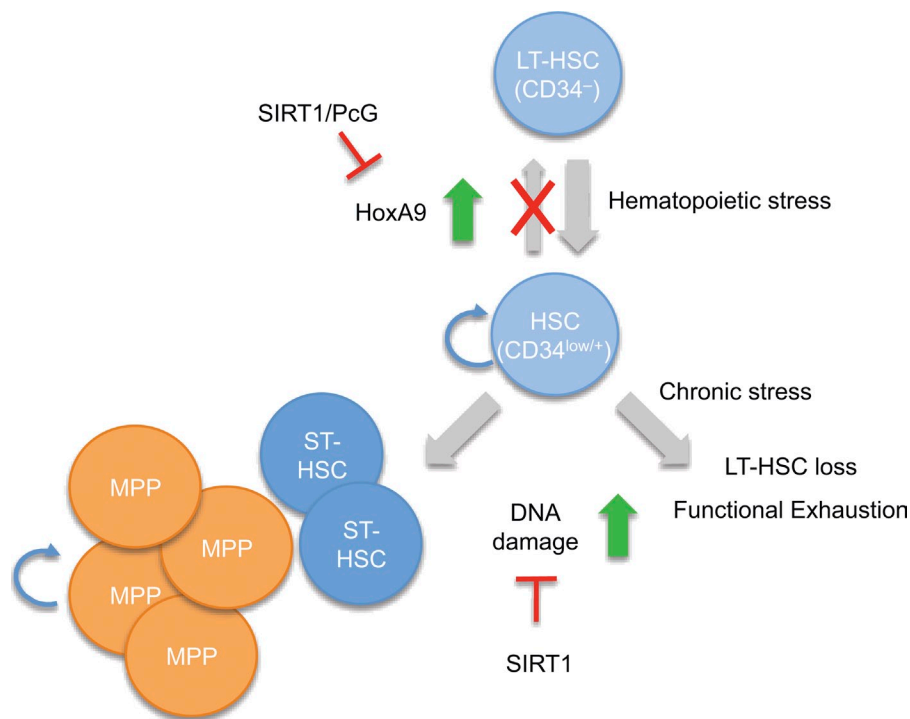 LT-HSC
(CD34⁻)
SIRT1/PcG
HoxA9
Hematopoietic stress
HSC
(CD34ˡᵒʷ/⁺)
Chronic stress
ST-
HSC
MPP
LT-HSC loss
DNA
damage
Functional Exhaustion
MPP
ST-
HSC
MPP
MPP
SIRT1